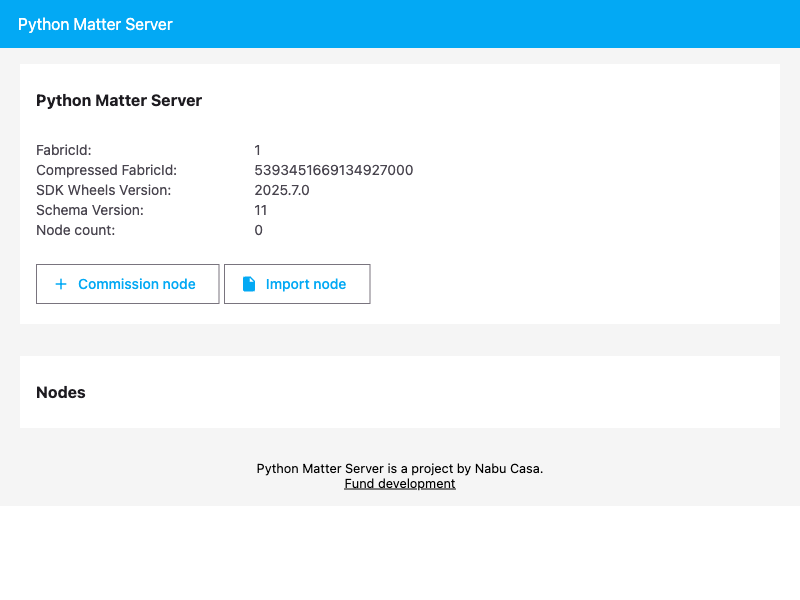 Python Matter Server
Python Matter Server
FabricId: 1
Compressed FabricId: 5393451669134927000
SDK Wheels Version: 2025.7.0
Schema Version: 11
Node count: 0
Commission node Import node
Nodes
Python Matter Server is a project by Nabu Casa.
Fund development